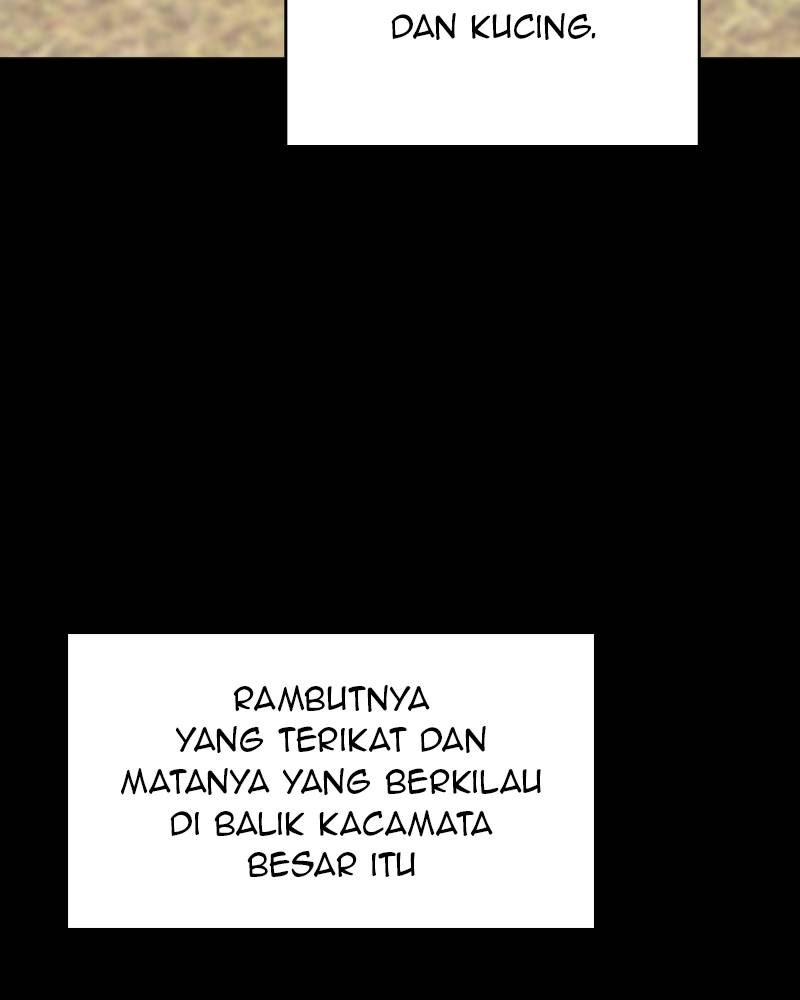 DAN KUCING.
RAMBUTNYA
YANG TERIKAT DAN
MATANYA YANG BERKILAU
DI BALIK KACAMATA
BESAR ITU